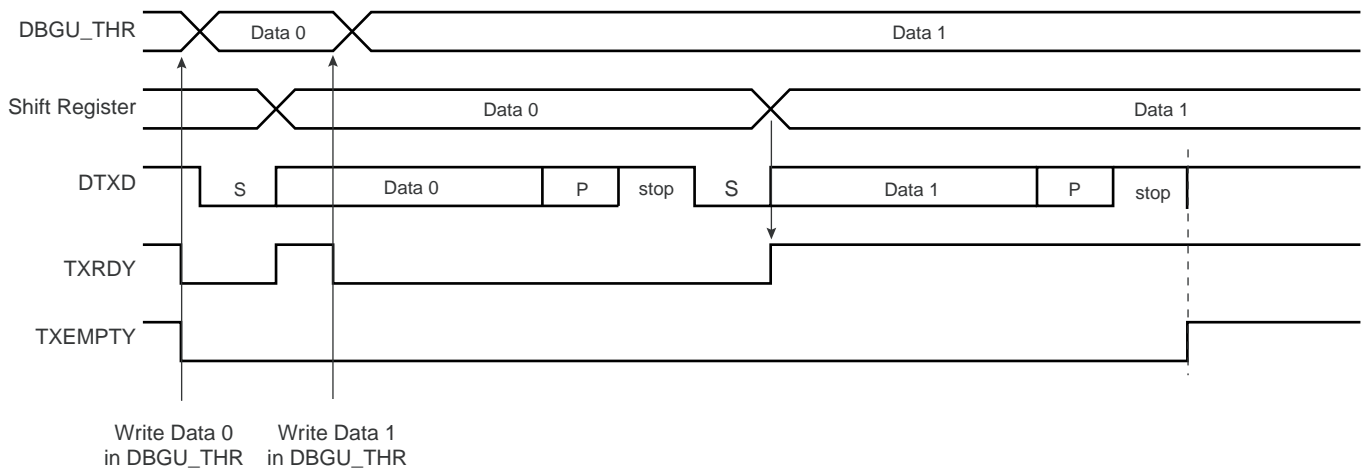 DBGU_THR Data 0 Data 1
Shift Register Data 0 Data 1
DTXD S Data 0 P stop S Data 1 P stop
TXRDY
TXEMPTY
Write Data 0 Write Data 1
in DBGU_THR in DBGU_THR